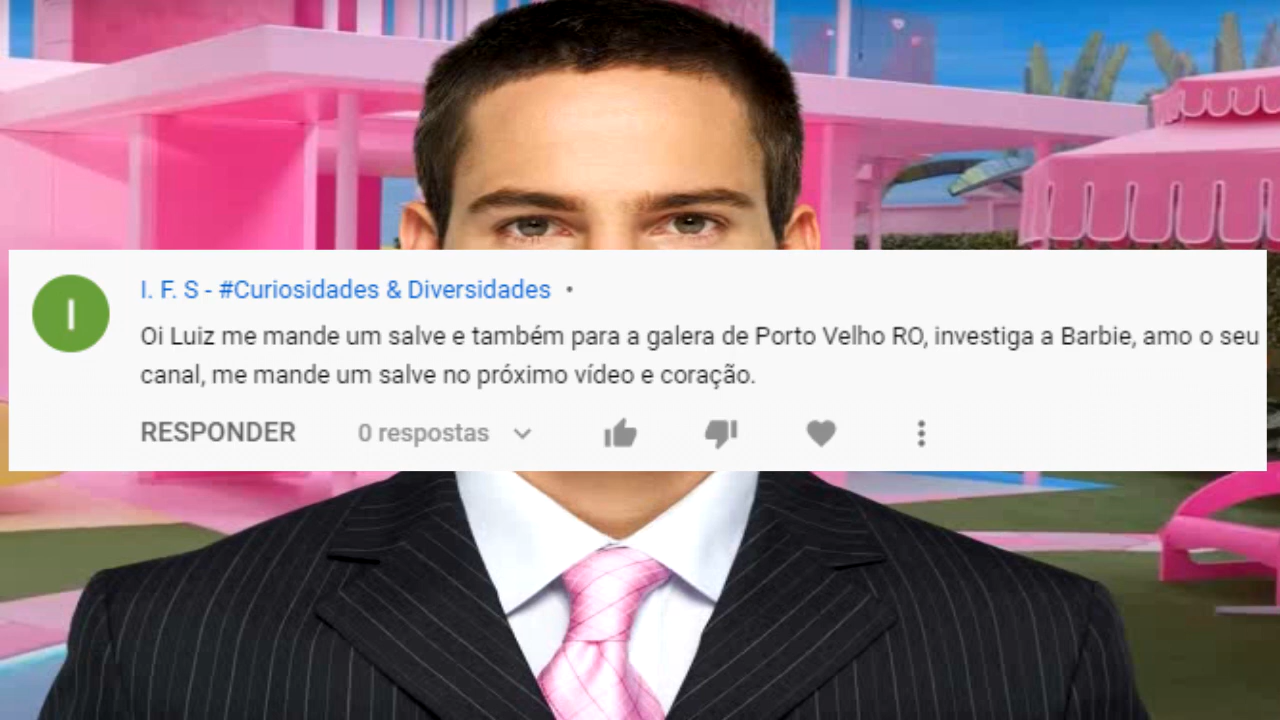 I
I. F. S - #Curiosidades & Diversidades •
Oi Luiz me mande um salve e também para a galera de Porto Velho RO, investiga a Barbie, amo o seu
canal, me mande um salve no próximo vídeo e coração.
RESPONDER 0 respostas